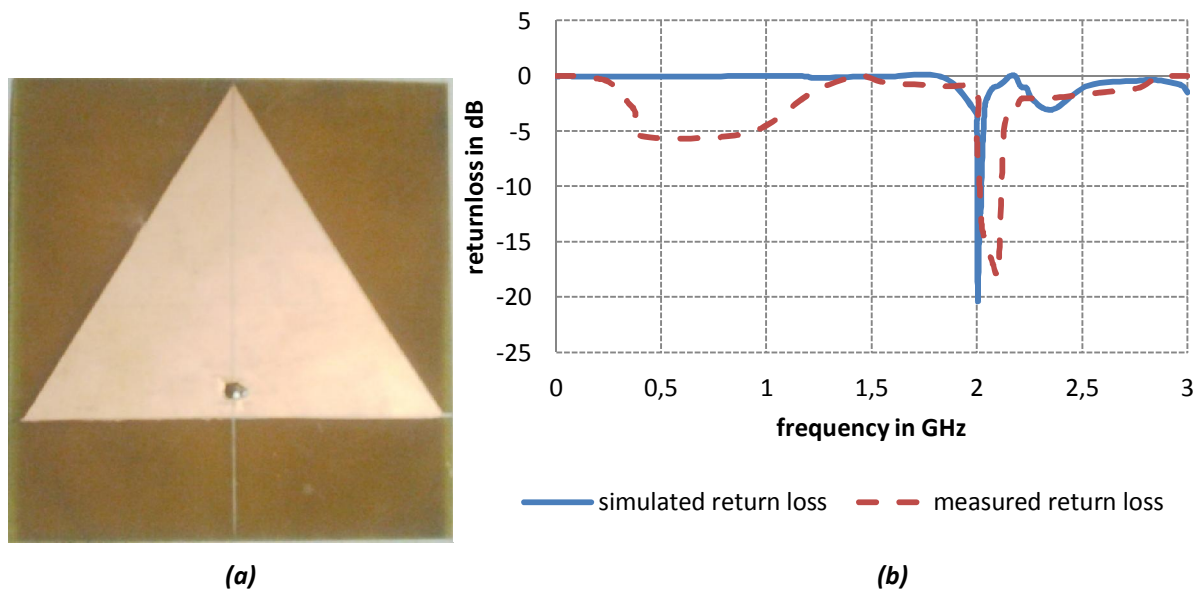 5
0
-5
-10
-15
-20
-25
returnloss in dB
0 0,5 1 1,5 2 2,5 3
frequency in GHz
simulated return loss measured return loss
(a) (b)